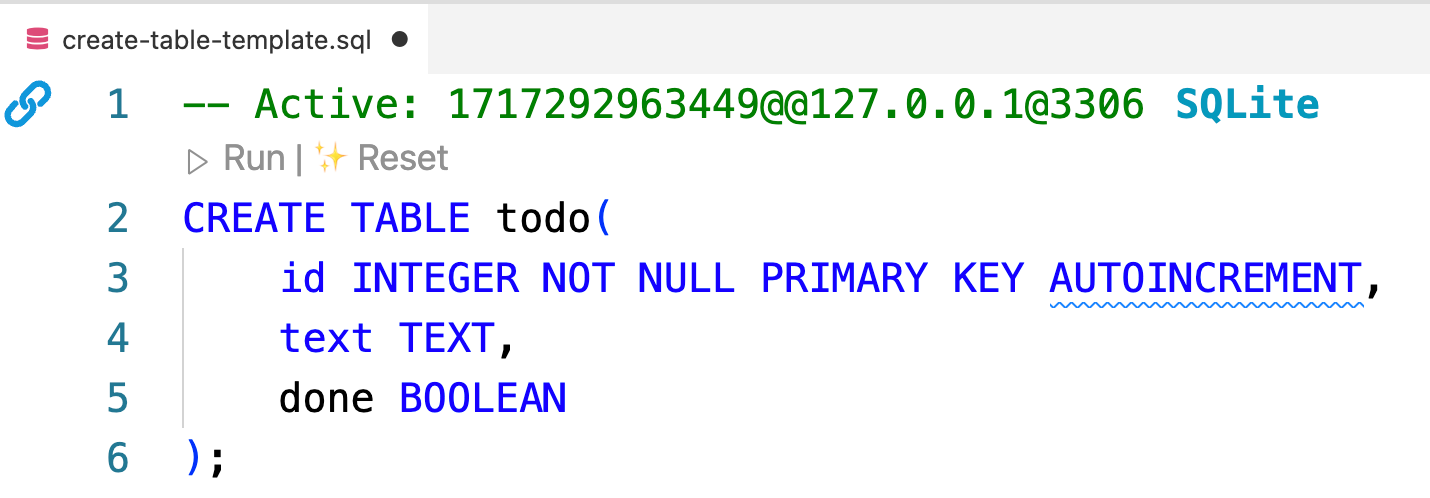 create-table-template.sql
1 -- Active: 1717292963449@@127.0.0.1@3306 SQLite
Run | ✨ Reset
2 CREATE TABLE todo(
3     id INTEGER NOT NULL PRIMARY KEY AUTOINCREMENT,
4     text TEXT,
5     done BOOLEAN
6 );